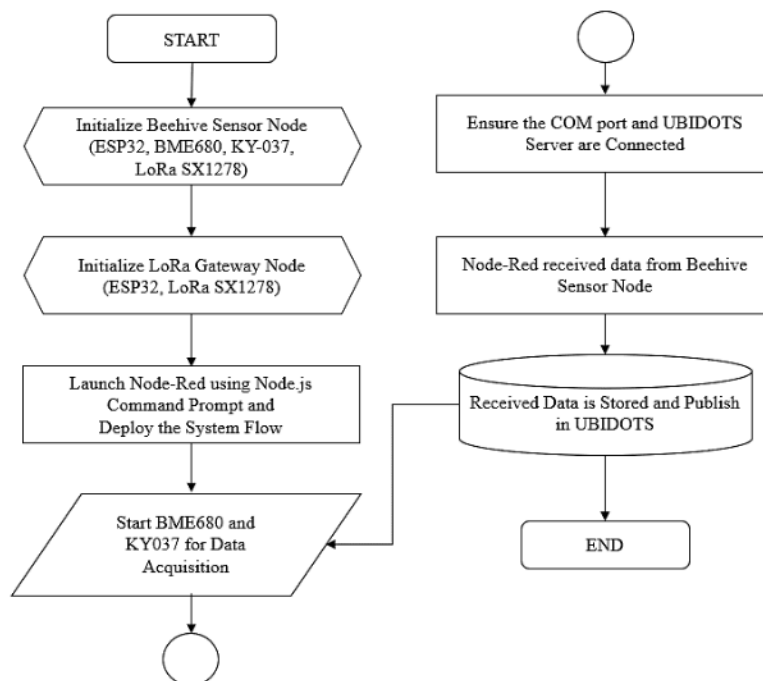 START
Initialize Beehive Sensor Node
(ESP32, BME680, KY-037,
LoRa SX1278)
Initialize LoRa Gateway Node
(ESP32, LoRa SX1278)
Launch Node-Red using Node.js
Command Prompt and
Deploy the System Flow
Start BME680 and
KY037 for Data
Acquisition
Ensure the COM port and UBIDOTS
Server are Connected
Node-Red received data from Beehive
Sensor Node
Received Data is Stored and Publish
in UBIDOTS
END